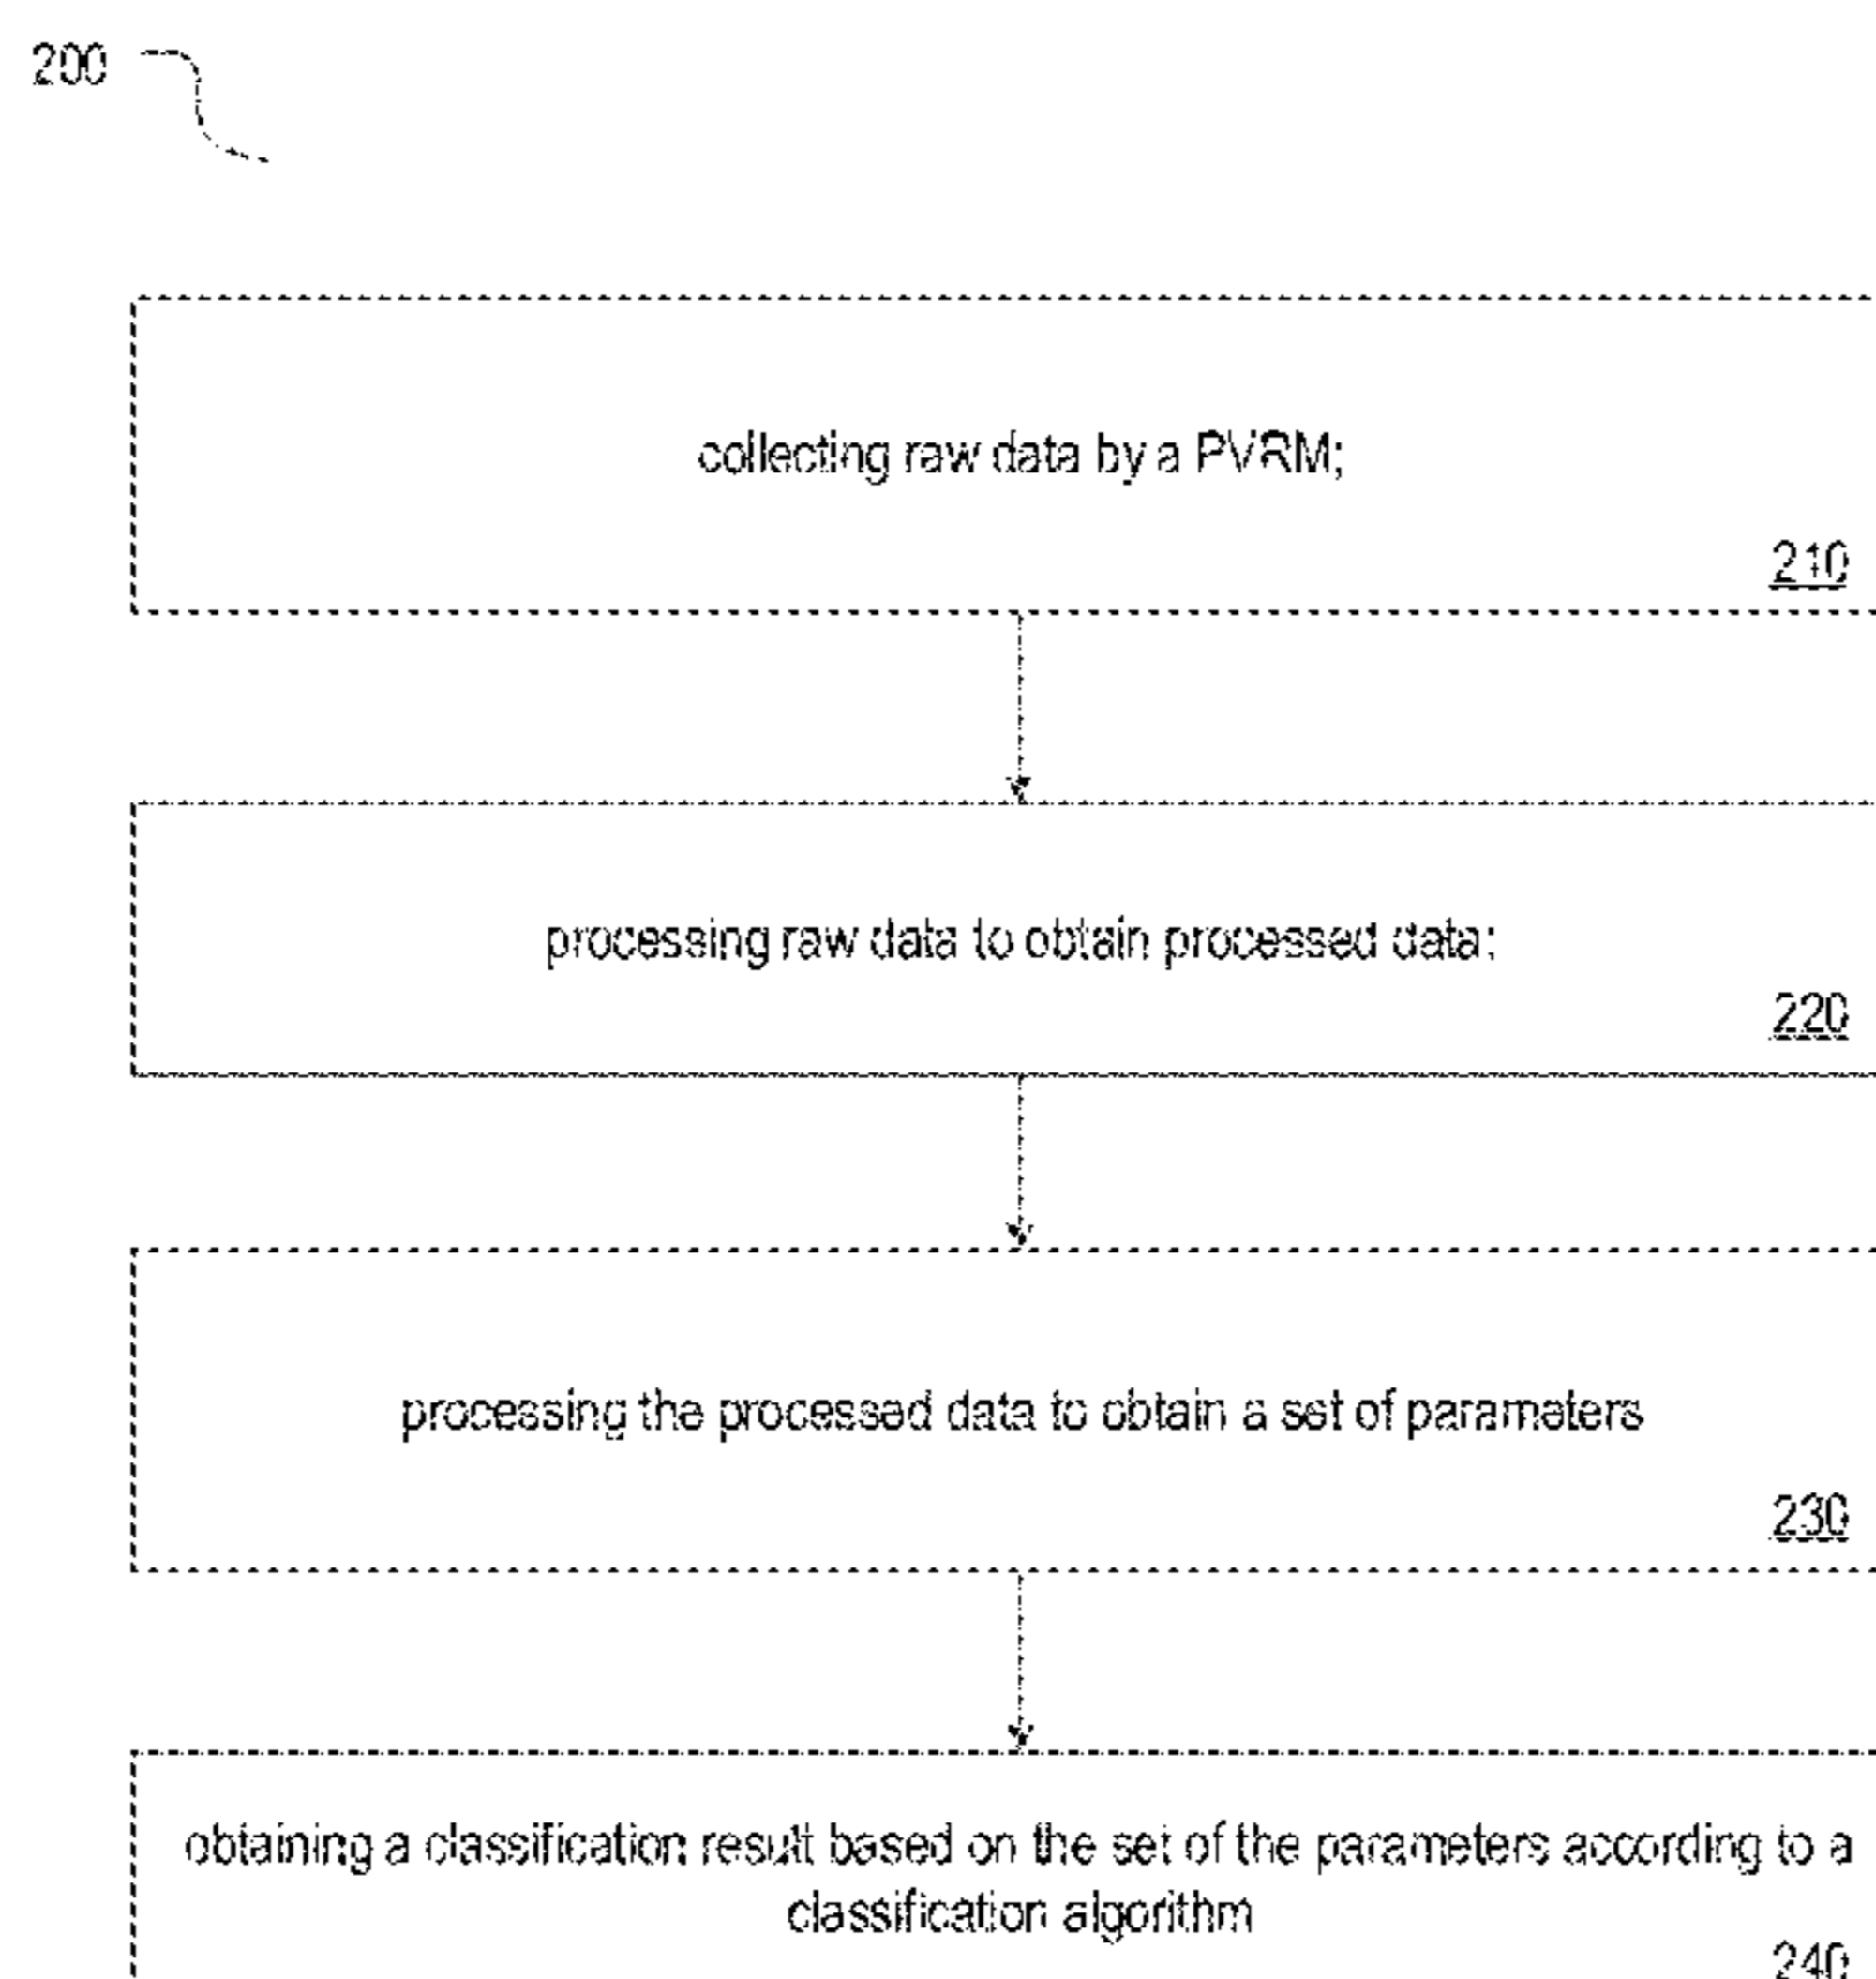 200
collecting raw data by a PVRM;
210
processing raw data to obtain processed data;
220
processing the processed data to obtain a set of parameters
230
obtaining a classification result based on the set of the parameters according to a
classification algorithm
240